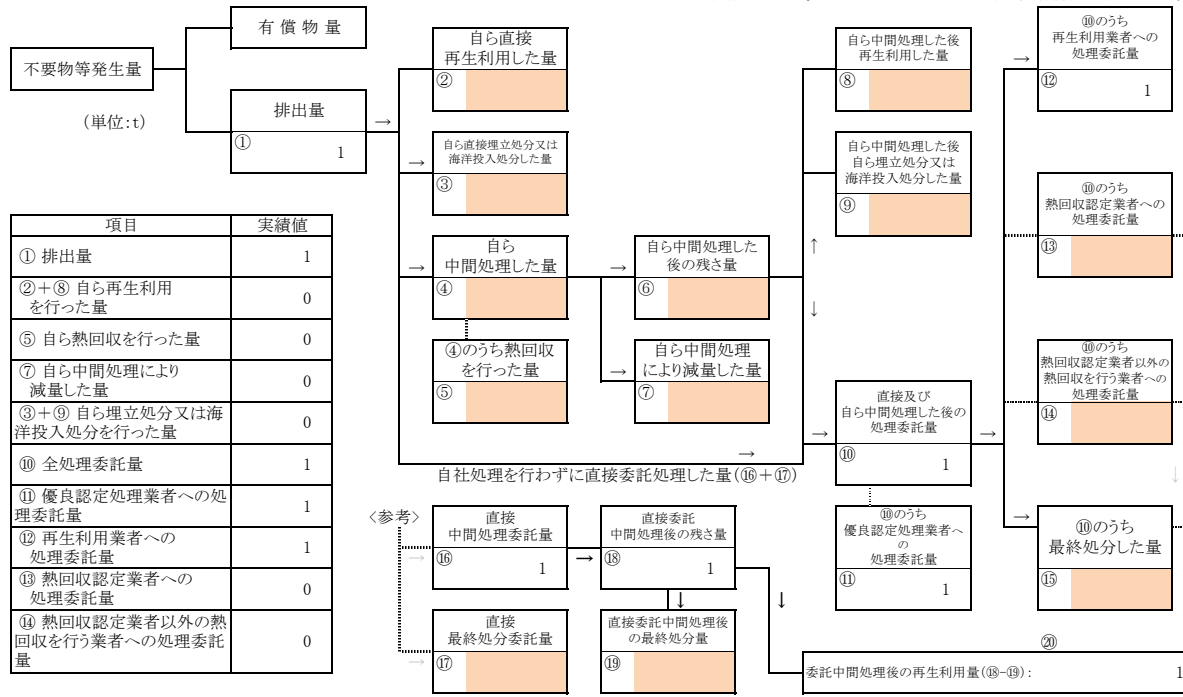 有 償 物 量
不要物等発生量
(単位:t)
排出量
①
1
→
自ら直接
再生利用した量
②
→
自ら直接埋立処分又は
海洋投入処分した量
③
→
自ら
中間処理した量
④
④のうち熱回収
を行った量
⑤
→
自ら中間処理した
後の残さ量
⑥
→
自ら中間処理
により減量した量
⑦
自ら中間処理した後
再生利用した量
⑧
自ら中間処理した後
自ら埋立処分又は
海洋投入処分した量
⑨
↑
↓
→
直接及び
自ら中間処理した後の
処理委託量
⑩
1
→
⑩のうち
優良認定処理業者へ
の
処理委託量
⑪
1
→
⑩のうち
再生利用業者への
処理委託量
⑫
1
⑩のうち
熱回収認定業者への
処理委託量
⑬
⑩のうち
熱回収認定業者以外の
熱回収を行う業者への
処理委託量
⑭
↓
→
⑩のうち
最終処分した量
⑮
→
自社処理を行わずに直接委託処理した量(⑯+⑰)
〈参考〉
→
直接
中間処理委託量
⑯
1
→
直接委託
中間処理後の残さ量
⑱
1
→
直接
最終処分委託量
⑰
↓
直接委託中間処理後
の最終処分量
⑲
↓
⑳
委託中間処理後の再生利用量(⑱-⑲):
1
項目 実績値
① 排出量 1
②+⑧ 自ら再生利用
を行った量 0
⑤ 自ら熱回収を行った量 0
⑦ 自ら中間処理により
減量した量 0
③+⑨ 自ら埋立処分又は海
洋投入処分を行った量 0
⑩ 全処理委託量 1
⑪ 優良認定処理業者への処
理委託量 1
⑫ 再生利用業者への
処理委託量 1
⑬ 熱回収認定業者への
処理委託量 0
⑭ 熱回収認定業者以外の熱
回収を行う業者への処理委託
量 0